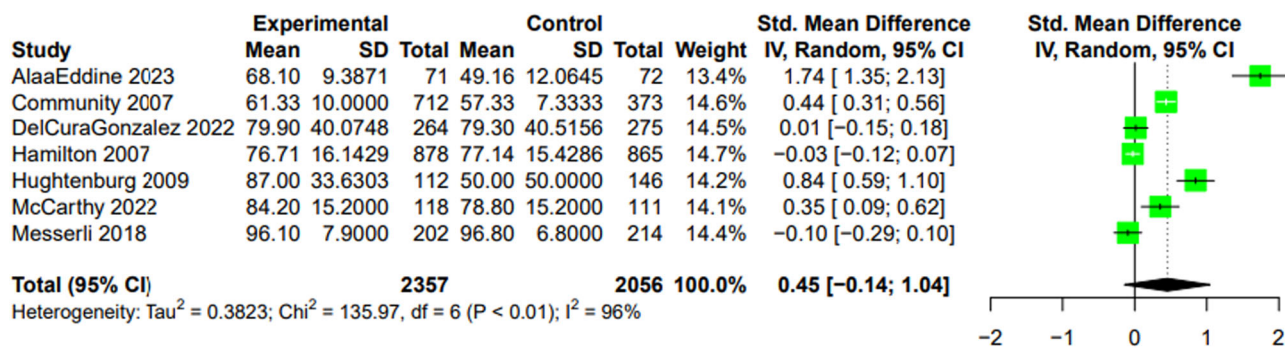 Experimental Control Std. Mean Difference Std. Mean Difference
Study Mean SD Total Mean SD Total Weight IV, Random, 95% CI IV, Random, 95% CI
AlaaEddine 2023 68.10 9.3871 71 49.16 12.0645 72 13.4% 1.74 [ 1.35; 2.13]
Community 2007 61.33 10.0000 712 57.33 7.3333 373 14.6% 0.44 [ 0.31; 0.56]
DelCuraGonzalez 2022 79.90 40.0748 264 79.30 40.5156 275 14.5% 0.01 [−0.15; 0.18]
Hamilton 2007 76.71 16.1429 878 77.14 15.4286 865 14.7% −0.03 [−0.12; 0.07]
Hughtenburg 2009 87.00 33.6303 112 50.00 50.0000 146 14.2% 0.84 [ 0.59; 1.10]
McCarthy 2022 84.20 15.2000 118 78.80 15.2000 111 14.1% 0.35 [ 0.09; 0.62]
Messerli 2018 96.10 7.9000 202 96.80 6.8000 214 14.4% −0.10 [−0.29; 0.10]
Total (95% CI) 2357 2056 100.0% 0.45 [−0.14; 1.04]
Heterogeneity: Tau² = 0.3823; Chi² = 135.97, df = 6 (P < 0.01); I² = 96%
−2 −1 0 1 2